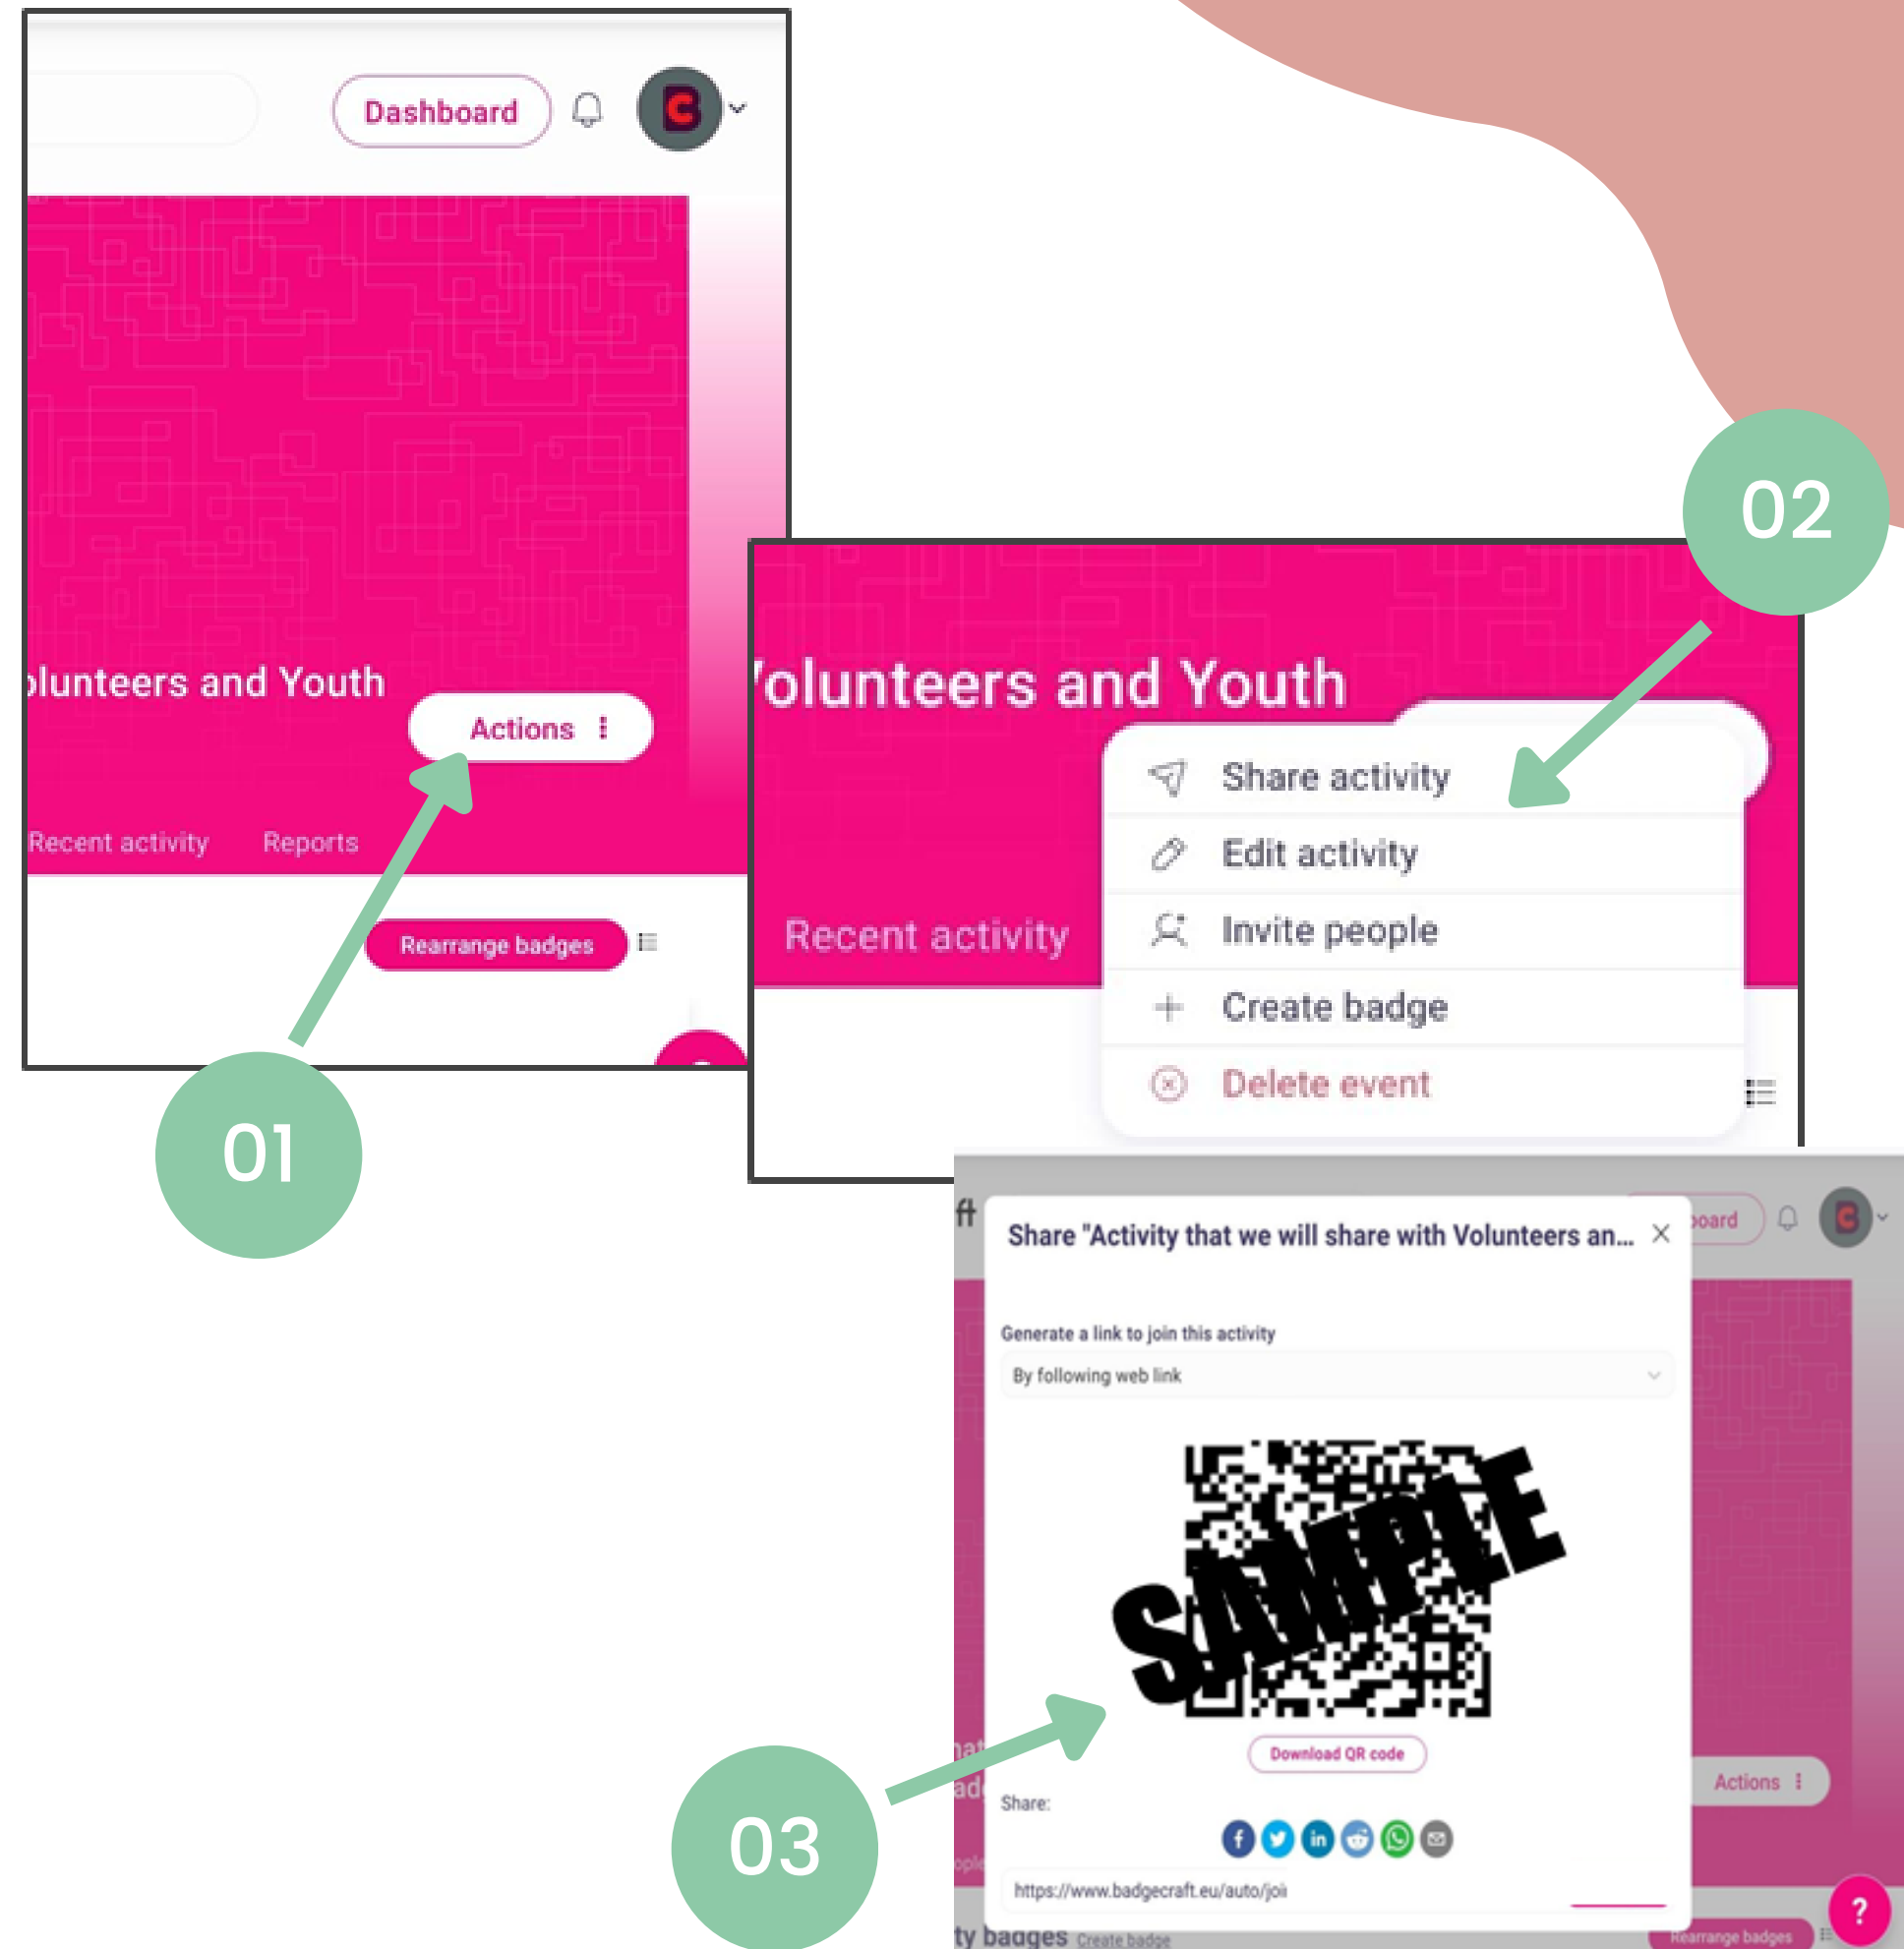 Dashboard
olunteers and Youth
Actions
Recent activity Reports
Rearrange badges
01
02
olunteers and Youth
Share activity
Edit activity
Invite people
Recent activity
Create badge
Delete event
ft
Share "Activity that we will share with Volunteers an...
oard
Generate a link to join this activity
By following web link
SAMPLE
Download QR code
Actions
Share:
https://www.badgecraft.eu/auto/joi
03
?
ty badges Create badge
Rearrange badges